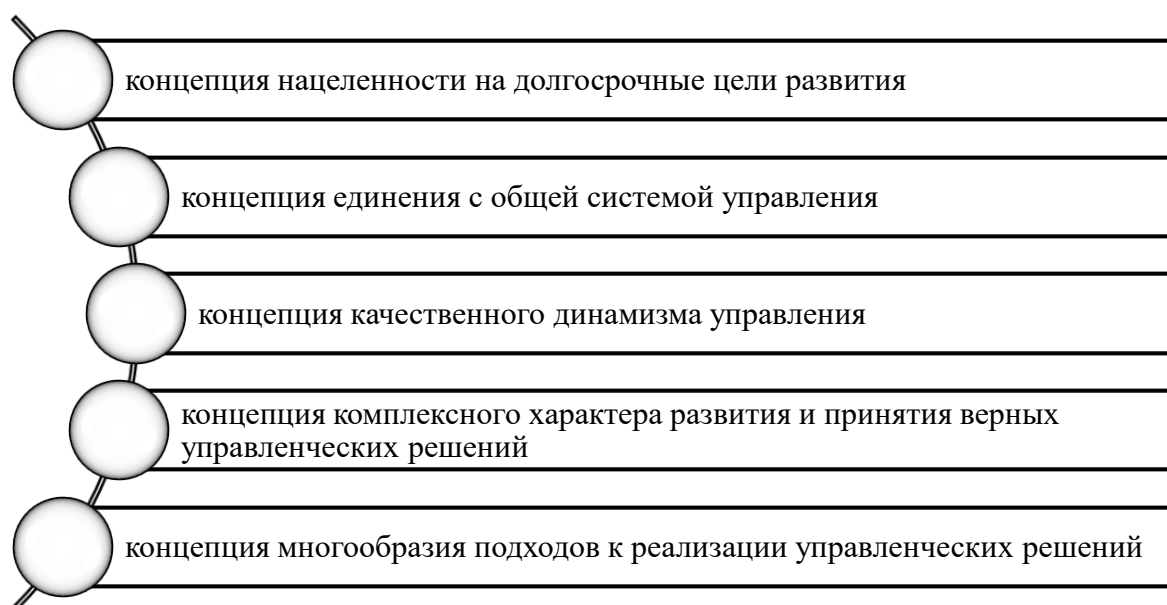 концепция нацеленности на долгосрочные цели развития
концепция единения с общей системой управления
концепция качественного динамизма управления
концепция комплексного характера развития и принятия верных
управленческих решений
концепция многообразия подходов к реализации управленческих решений